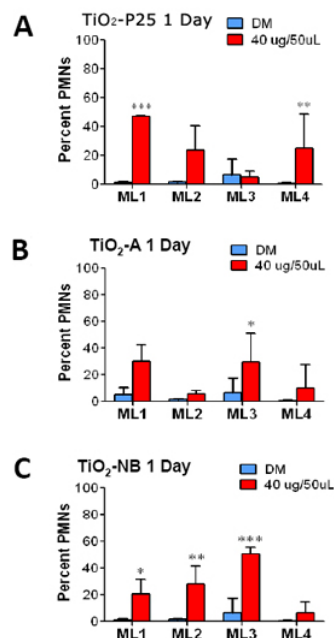 A
TiO₂-P25 1 Day
DM
40 ug/50uL
Percent PMNs
100
80
60
40
20
0
***
**
ML1 ML2 ML3 ML4
B
TiO₂-A 1 Day
DM
40 ug/50uL
Percent PMNs
100
80
60
40
20
0
*
ML1 ML2 ML3 ML4
C
TiO₂-NB 1 Day
DM
40 ug/50uL
Percent PMNs
100
80
60
40
20
0
*
**
***
ML1 ML2 ML3 ML4